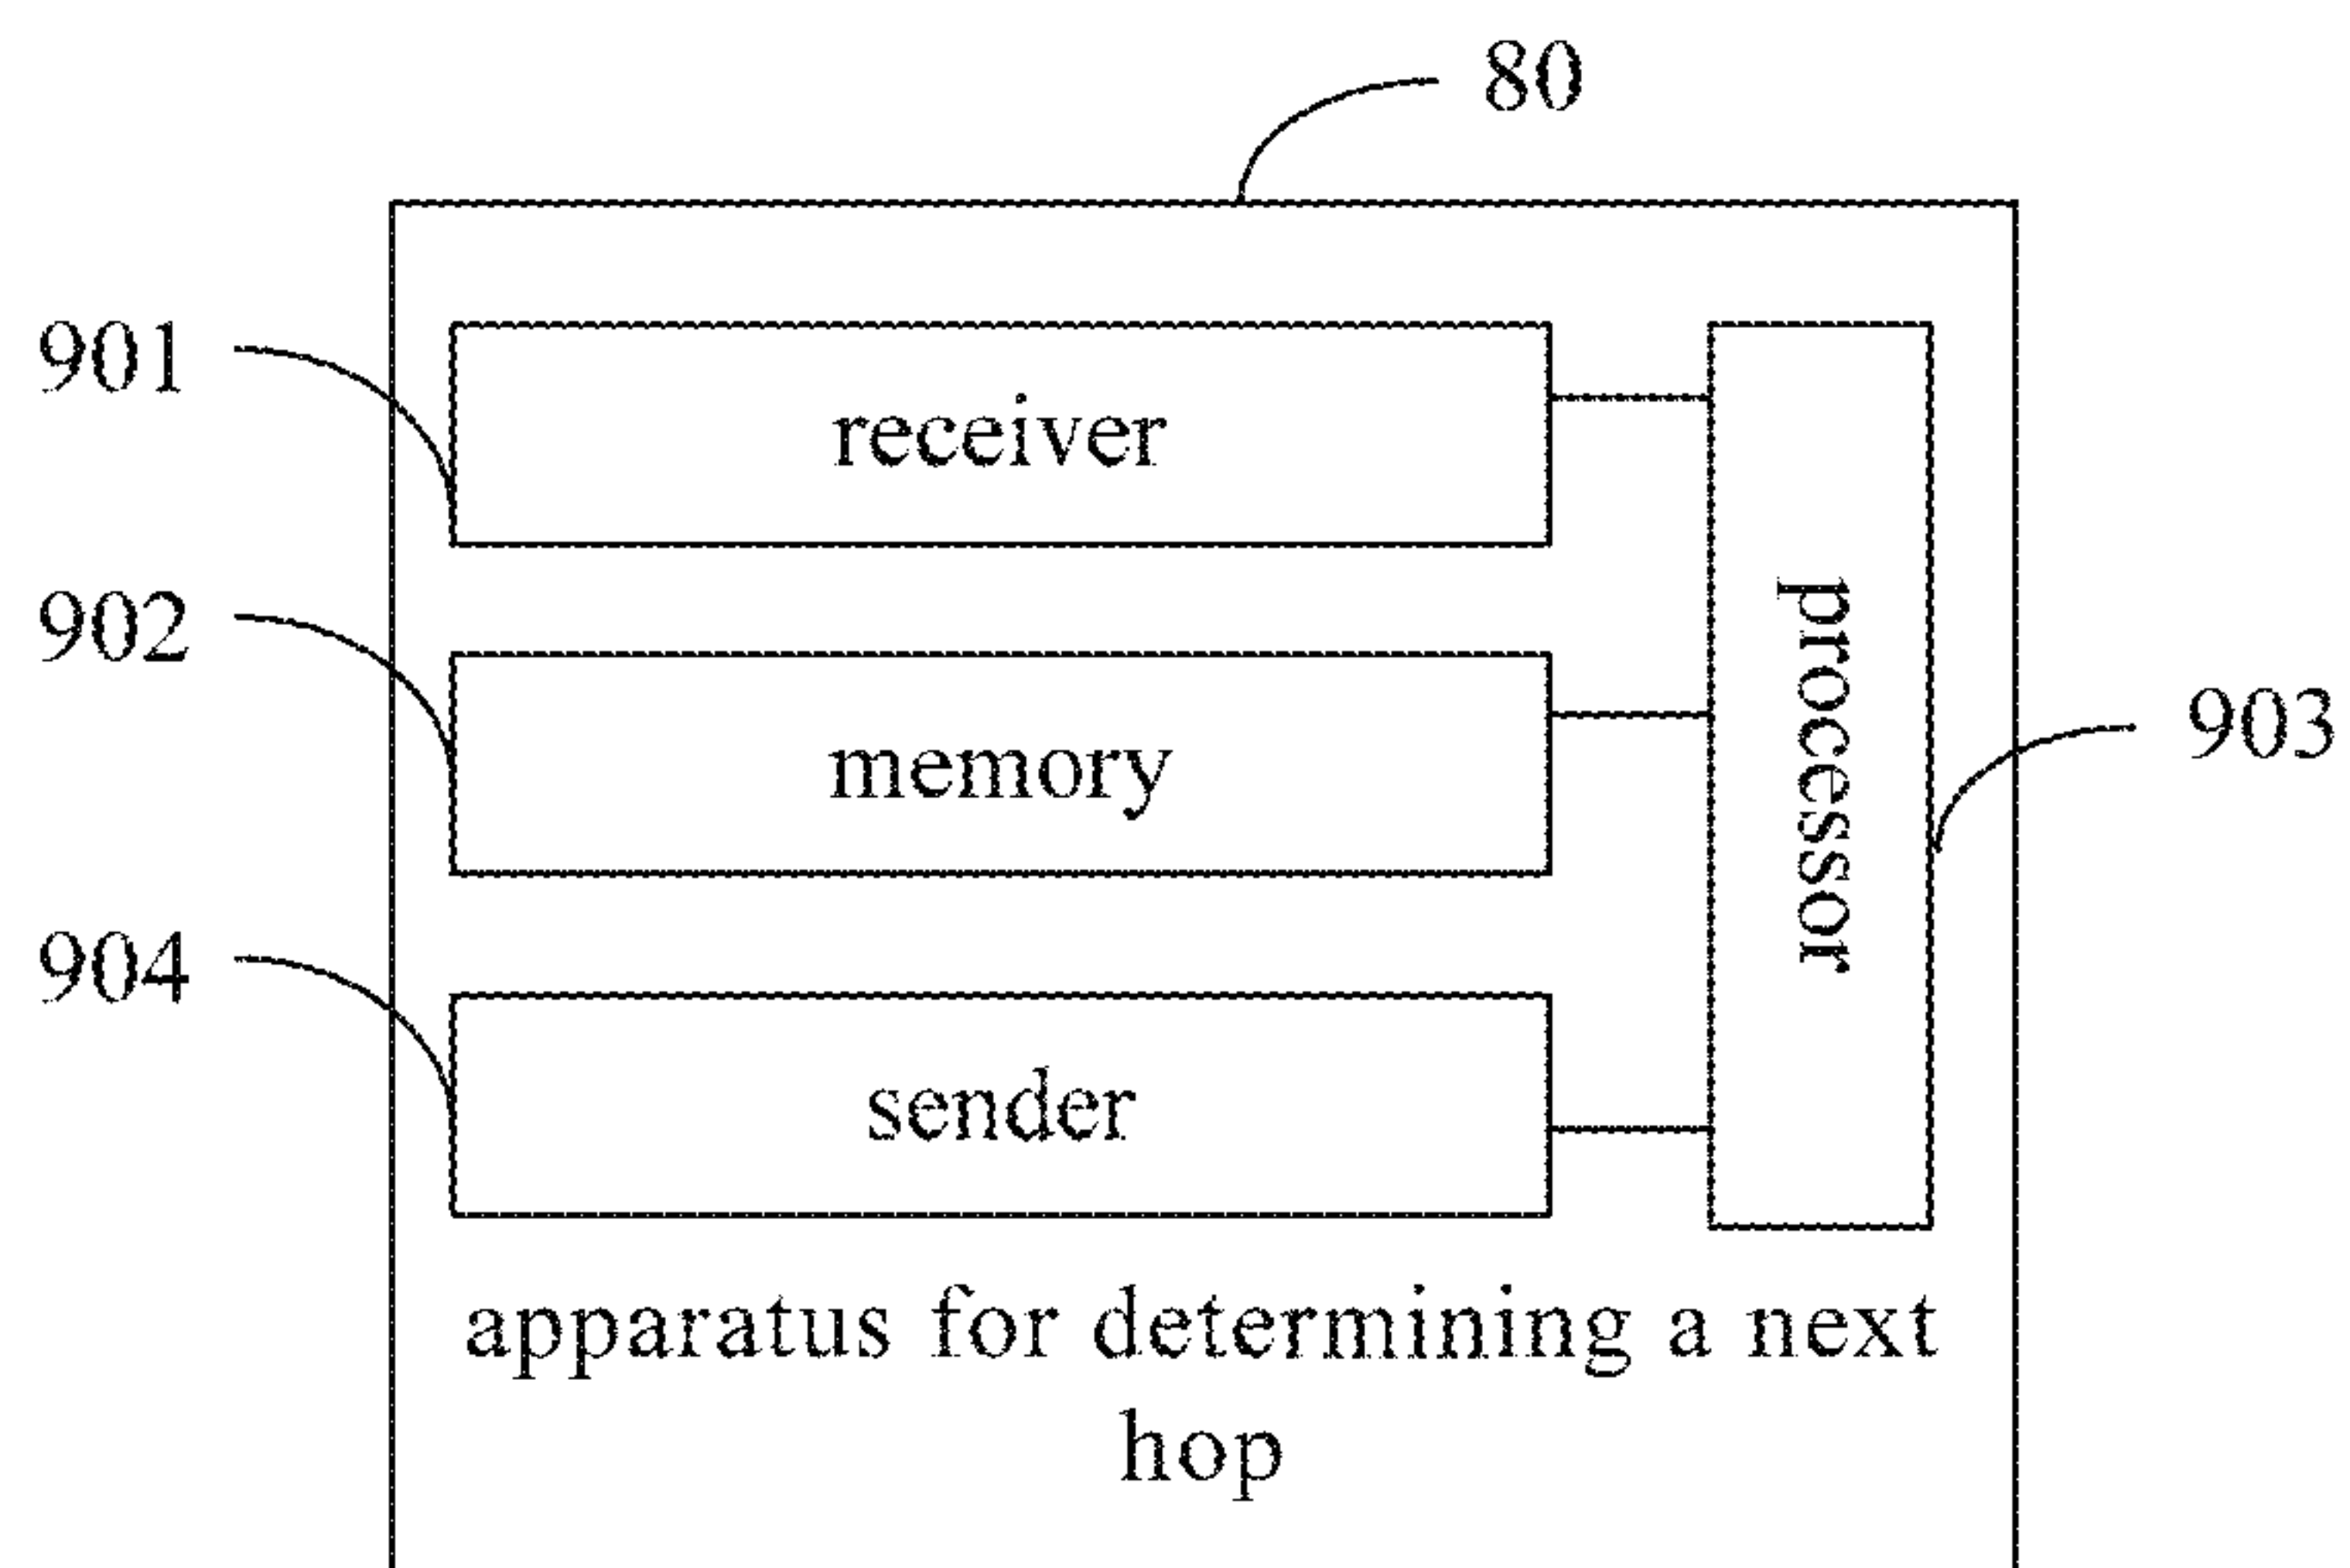 80
901
receiver
902
memory
processor
903
904
sender
apparatus for determining a next
hop